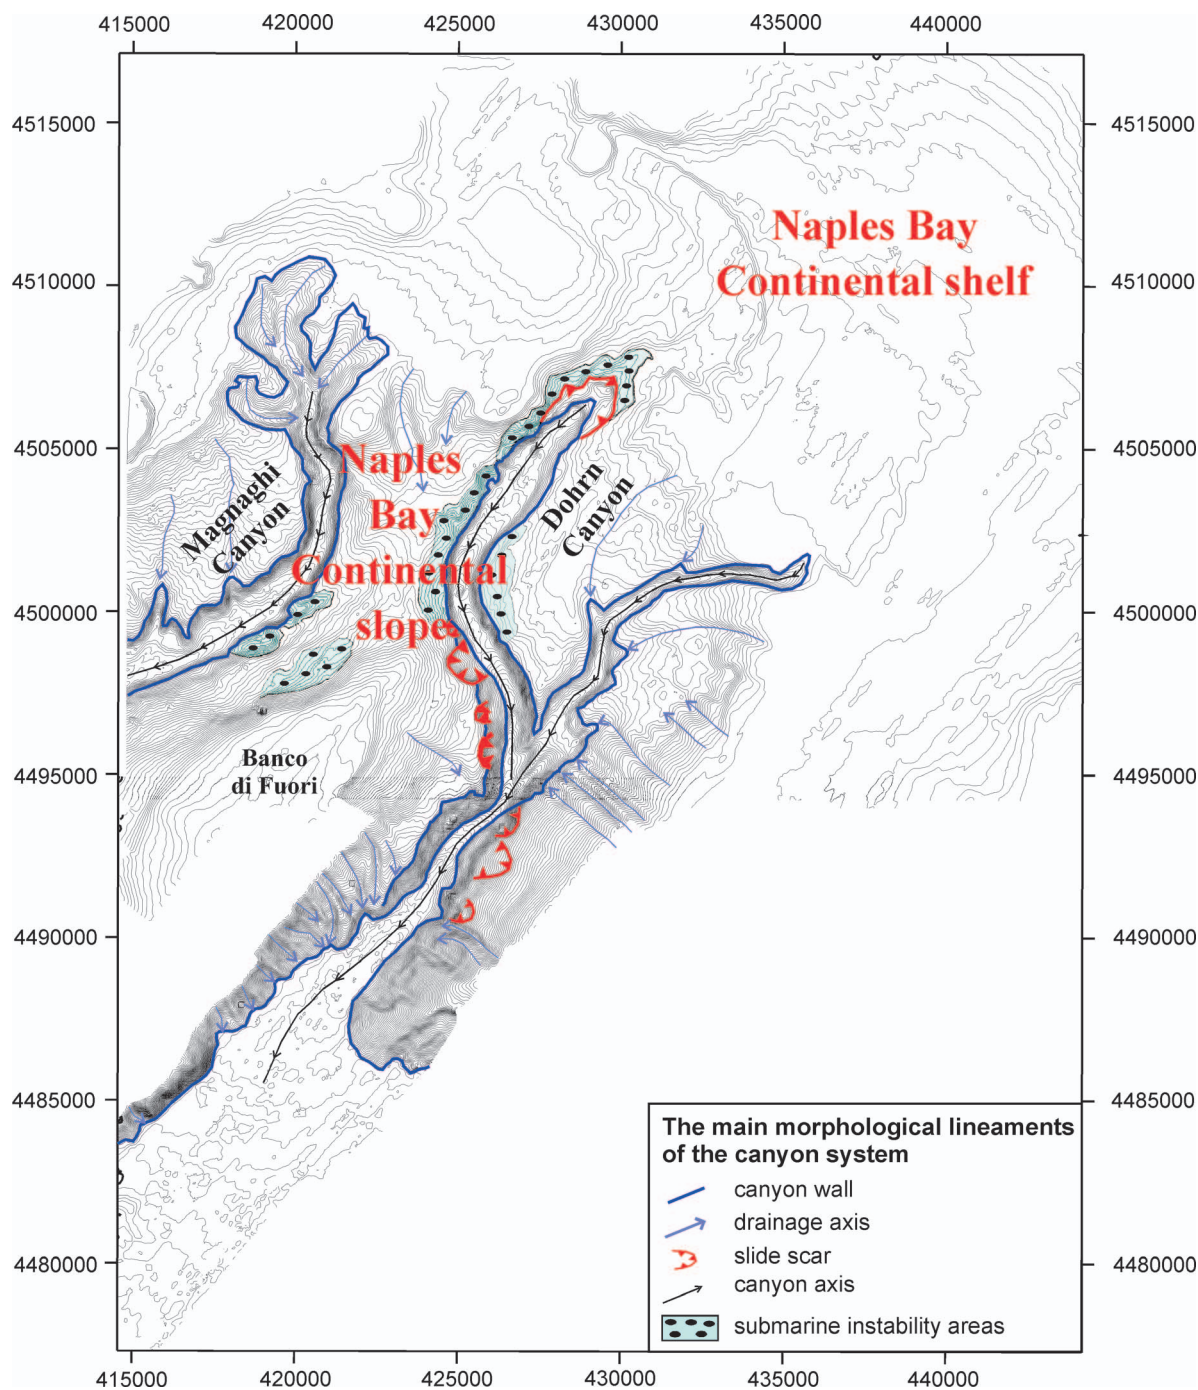 415000 420000 425000 430000 435000 440000
4515000 4515000
Naples Bay
Continental shelf
4510000 4510000
4505000 4505000
Naples
Bay
Continental
slope
Magnaghi
Canyon
Dohrn
Canyon
4500000 4500000
Banco
di Fuori
4495000 4495000
4490000 4490000
4485000 4485000
The main morphological lineaments
of the canyon system
canyon wall
drainage axis
slide scar
canyon axis
submarine instability areas
4480000 4480000
415000 420000 425000 430000 435000 440000